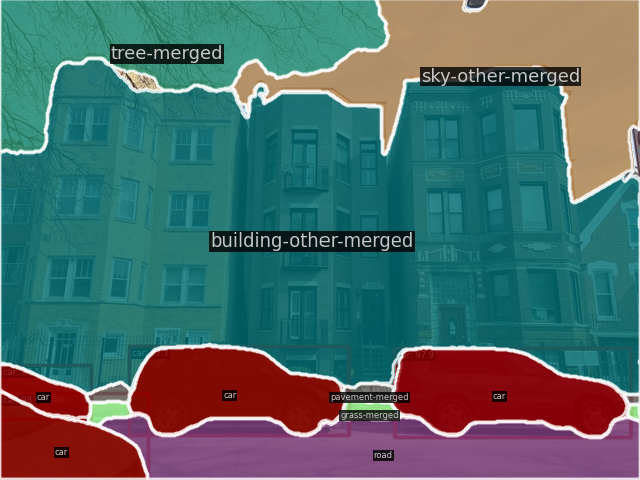 tree-merged
sky-other-merged
building-other-merged
car
car
pavement-merged
car
grass-merged
car
road